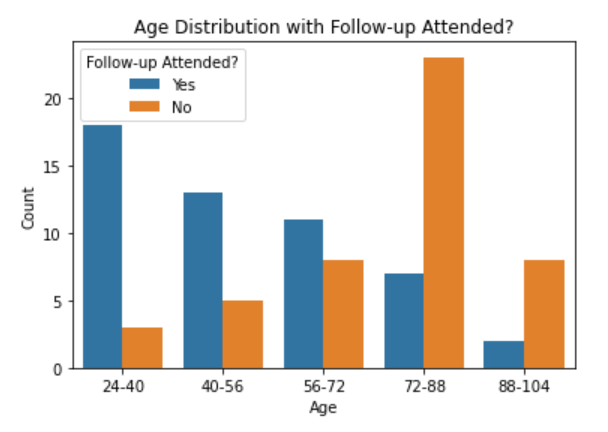 Age Distribution with Follow-up Attended?
Follow-up Attended?
Yes
No
20
15
10
5
0
Count
24-40 40-56 56-72 72-88 88-104
Age